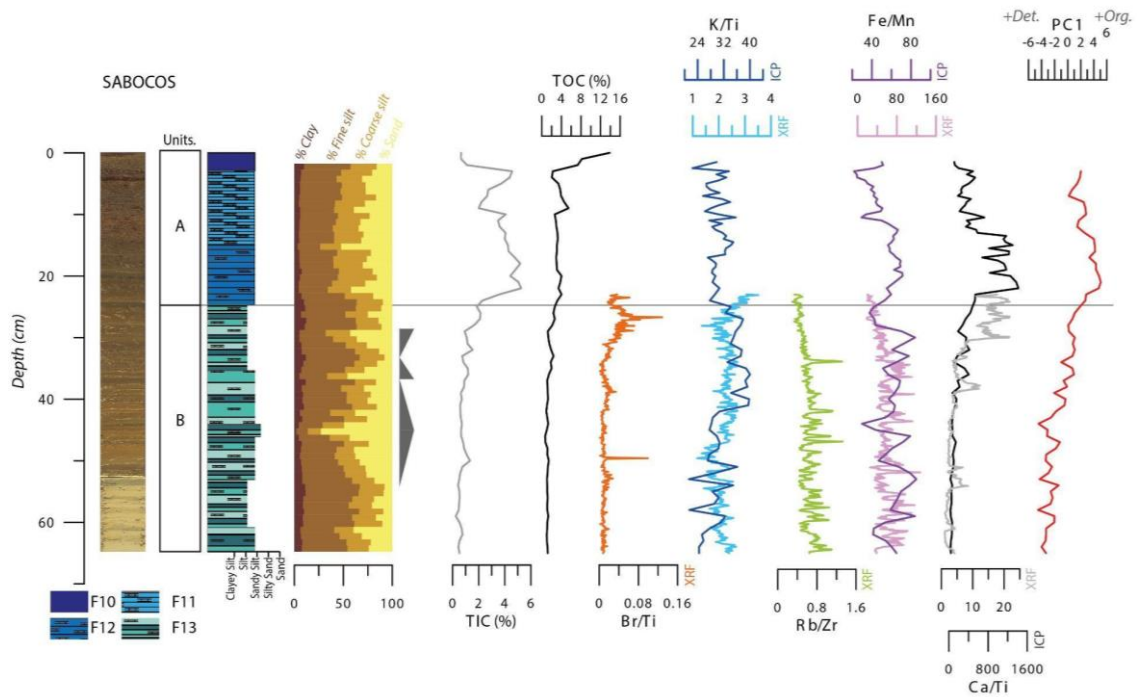 +Det. +Org.
K/Ti Fe/Mn PC1
24 32 40 ICP
40 80 ICP
-6 -4 -2 0 2 4 6
SABOCOS
TOC (%)
0 4 8 12 16
1 2 3 4 XRF
0 80 160 XRF
Units.
% Clay % Fine silt % Coarse silt % Sand
Depth (cm)
0
20
40
60
A
B
Clayey Silt Silt Sandy Silt Silty Sand Sand
0 50 100
0 2 4 6
TIC (%)
XRF
0 0.08 0.16
Br/Ti
XRF
0 0.8 1.6
Rb/Zr
XRF
0 10 20
ICP
0 800 1600
Ca/Ti
F10 F11
F12 F13